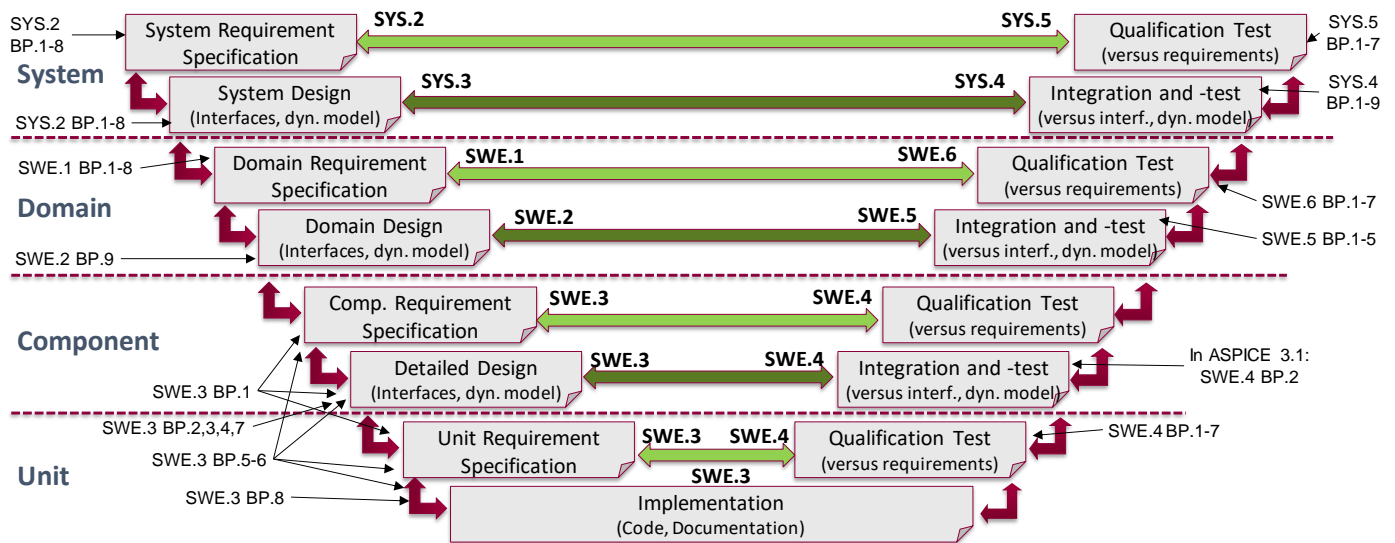 SYS.2
BP.1-8
System Requirement
Specification
SYS.2
SYS.5
Qualification Test
(versus requirements)
SYS.5
BP.1-7
System
System Design
(Interfaces, dyn. model)
SYS.3
SYS.4
Integration and -test
(versus interf., dyn. model)
SYS.4
BP.1-9
SYS.2 BP.1-8
SWE.1 BP.1-8
Domain Requirement
Specification
SWE.1
SWE.6
Qualification Test
(versus requirements)
SWE.6 BP.1-7
Domain
Domain Design
(Interfaces, dyn. model)
SWE.2
SWE.5
Integration and -test
(versus interf., dyn. model)
SWE.5 BP.1-5
SWE.2 BP.9
Comp. Requirement
Specification
SWE.3
SWE.4
Qualification Test
(versus requirements)
Component
Detailed Design
(Interfaces, dyn. model)
SWE.3
SWE.4
Integration and -test
(versus interf., dyn. model)
In ASPICE 3.1:
SWE.4 BP.2
SWE.3 BP.1
SWE.3 BP.2,3,4,7
SWE.3 BP.5-6
Unit Requirement
Specification
SWE.3
SWE.4
Qualification Test
(versus requirements)
SWE.4 BP.1-7
Unit
SWE.3 BP.8
SWE.3
Implementation
(Code, Documentation)